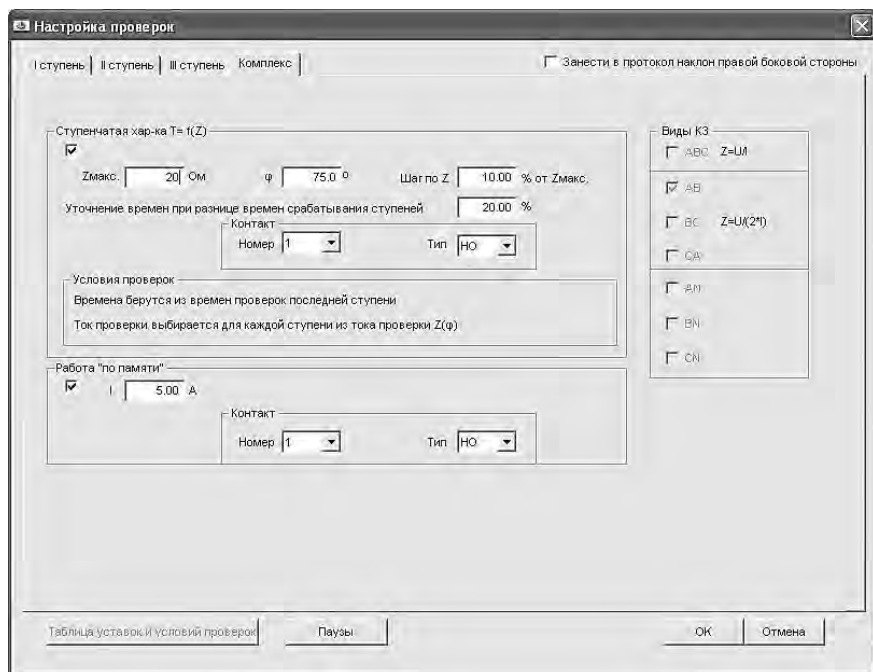 Настройка проверок
I ступень II ступень III ступень Комплекс
Занести в протокол наклон правой боковой стороны
Ступенчатая хар-ка T= f(Z)
Zмакс. 20 Ом φ 75.0 ° Шаг по Z 10.00 % от Zмакс.
Уточнение времен при разнице времен срабатывания ступеней 20.00 %
Контакт
Номер 1 Тип НО
Условия проверок
Времена берутся из времен проверок последней ступени
Ток проверки выбирается для каждой ступени из тока проверки Z(φ)
Работа "по памяти"
I 5.00 А
Контакт
Номер 1 Тип НО
Виды КЗ
ABC Z=U/I
AB
BC Z=U/(2*I)
CA
AN
BN
CN
Таблица уставок и условий проверок Паузы OK Отмена